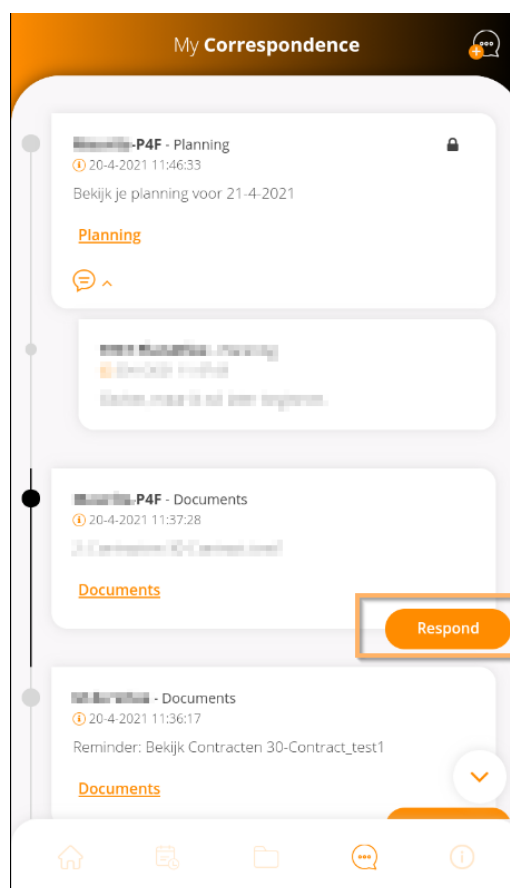 My Correspondence
-P4F - Planning
20-4-2021 11:46:33
Bekijk je planning voor 21-4-2021
Planning
-P4F - Documents
20-4-2021 11:37:28
Documents
Respond
- Documents
20-4-2021 11:36:17
Reminder: Bekijk Contracten 30-Contract_test1
Documents